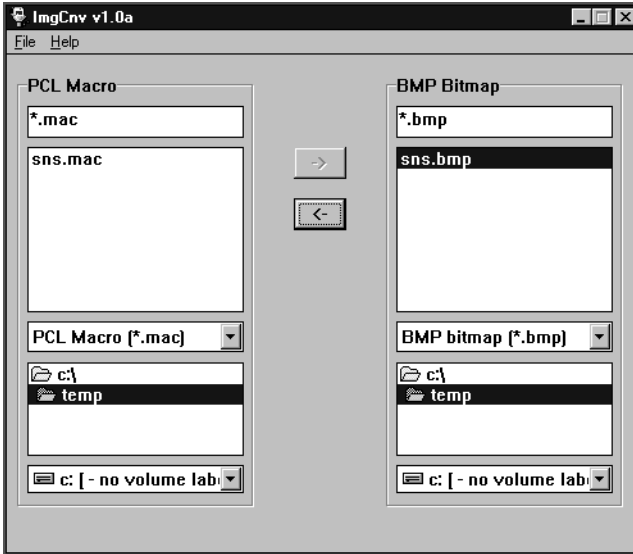 ImgCnv v1.0a
File Help
PCL Macro
*.mac
sns.mac
PCL Macro (*.mac)
c:\
temp
c: [ - no volume lab
->
<-
BMP Bitmap
*.bmp
sns.bmp
BMP bitmap (*.bmp)
c:\
temp
c: [ - no volume lab